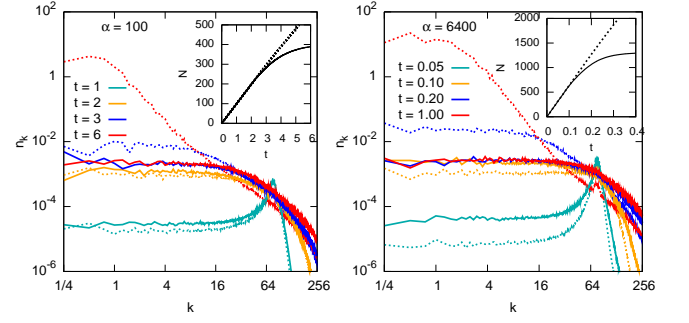 α = 100
n_k
10^2
1
10^-2
10^-4
10^-6
t = 1
t = 2
t = 3
t = 6
1/4
1
4
16
64
256
k
N
500
400
300
200
100
0
0 1 2 3 4 5 6
t
α = 6400
n_k
10^2
1
10^-2
10^-4
10^-6
t = 0.05
t = 0.10
t = 0.20
t = 1.00
1/4
1
4
16
64
256
k
N
2000
1500
1000
500
0
0 0.1 0.2 0.3 0.4
t